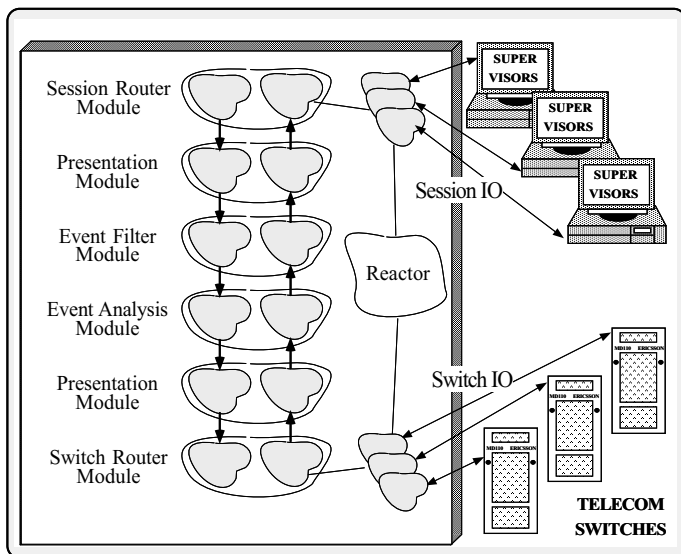 Session Router
Module
Presentation
Module
Event Filter
Module
Event Analysis
Module
Presentation
Module
Switch Router
Module
Reactor
Session IO
Switch IO
SUPER
VISORS
SUPER
VISORS
SUPER
VISORS
MD110 ERICSSON
MD110 ERICSSON
MD110 ERICSSON
TELECOM
SWITCHES